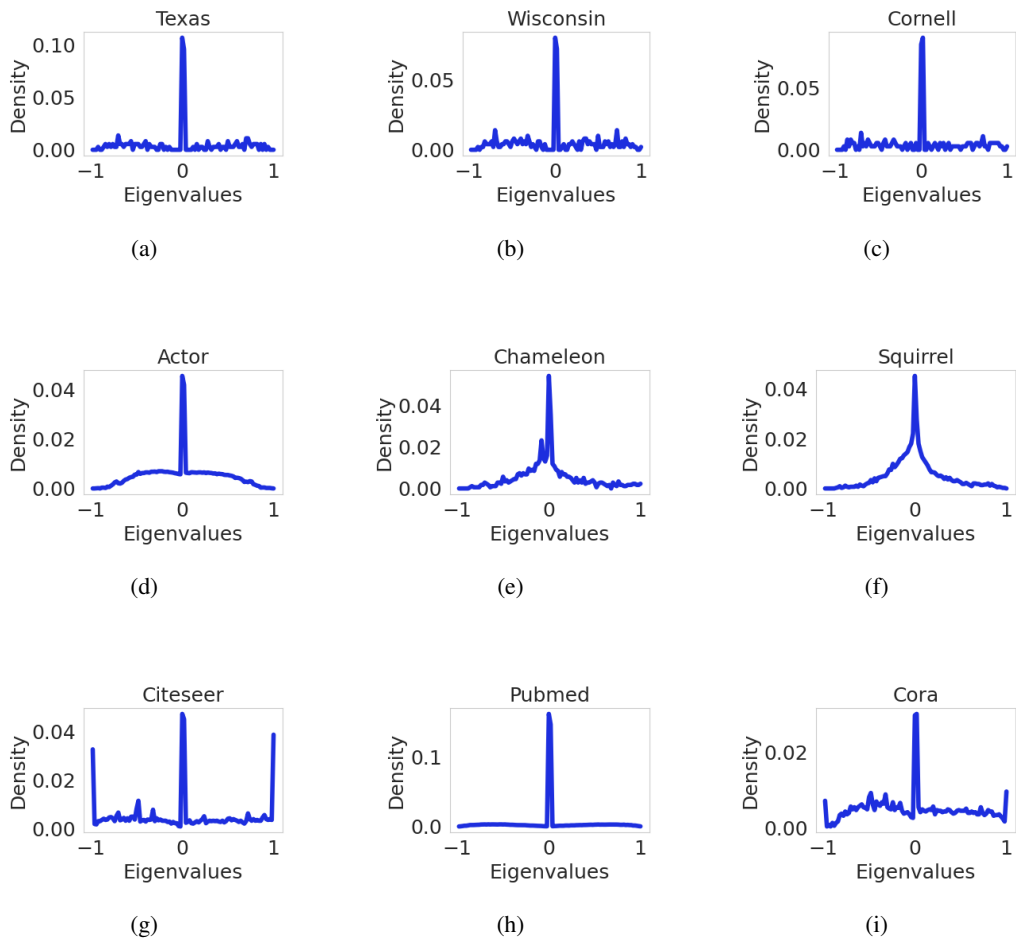 Texas
Density
0.10
0.05
0.00
−1 0 1
Eigenvalues
(a)
Wisconsin
Density
0.05
0.00
−1 0 1
Eigenvalues
(b)
Cornell
Density
0.05
0.00
−1 0 1
Eigenvalues
(c)
Actor
Density
0.04
0.02
0.00
−1 0 1
Eigenvalues
(d)
Chameleon
Density
0.04
0.02
0.00
−1 0 1
Eigenvalues
(e)
Squirrel
Density
0.04
0.02
0.00
−1 0 1
Eigenvalues
(f)
Citeseer
Density
0.04
0.02
0.00
−1 0 1
Eigenvalues
(g)
Pubmed
Density
0.1
0.0
−1 0 1
Eigenvalues
(h)
Cora
Density
0.02
0.00
−1 0 1
Eigenvalues
(i)